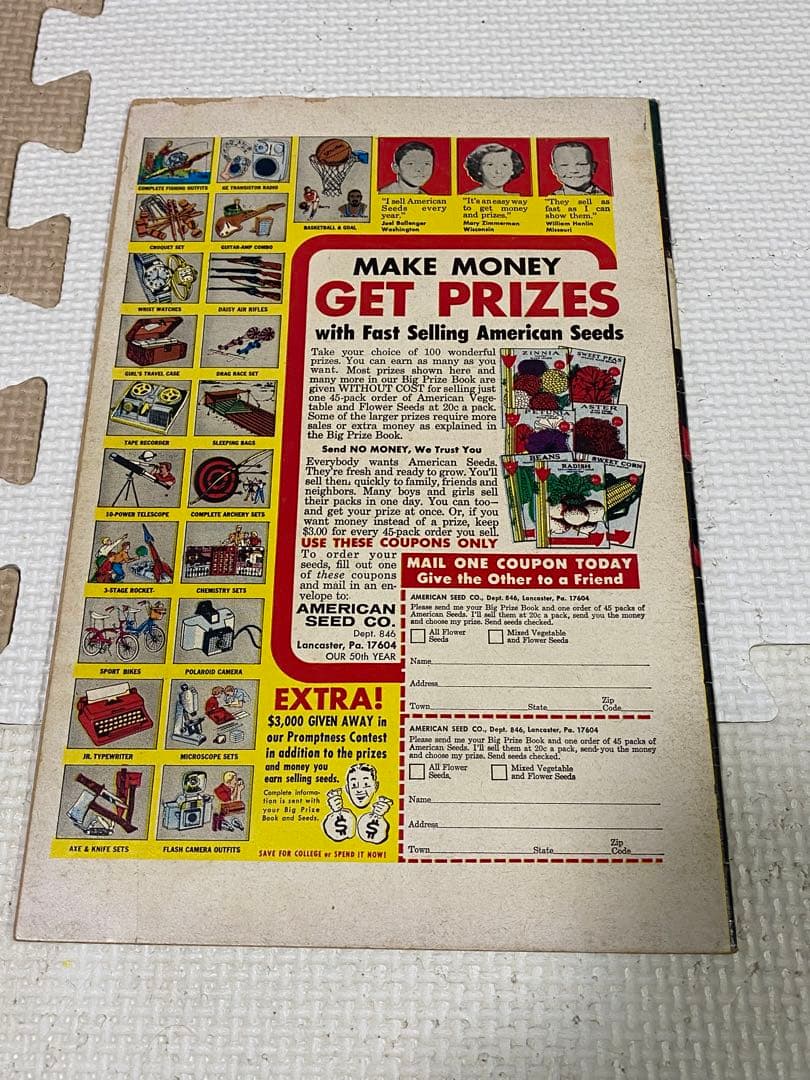 COMPLETE FISHING OUTFITS
GE TRANSISTOR RADIO
BASKETBALL & GOAL
"I sell American
Seeds every
year."
Joel Ballenger
Washington
"It's an easy way
to get money
and prizes."
Mary Zimmerman
Wisconsin
"They sell as
fast as I can
show them."
William Hanlin
Missouri
CROQUET SET
GUITAR-AMP COMBO
WRIST WATCHES
DAISY AIR RIFLES
GIRL'S TRAVEL CASE
DRAG RACE SET
TAPE RECORDER
SLEEPING BAGS
10-POWER TELESCOPE
COMPLETE ARCHERY SETS
3-STAGE ROCKET
CHEMISTRY SETS
SPORT BIKES
POLAROID CAMERA
JR. TYPEWRITER
MICROSCOPE SETS
AXE & KNIFE SETS
FLASH CAMERA OUTFITS
MAKE MONEY
GET PRIZES
with Fast Selling American Seeds
Take your choice of 100 wonderful
prizes. You can earn as many as you
want. Most prizes shown here and
many more in our Big Prize Book are
given WITHOUT COST for selling just
one 45-pack order of American Vege-
table and Flower Seeds at 20c a pack.
Some of the larger prizes require more
sales or extra money as explained in
the Big Prize Book.
Send NO MONEY, We Trust You
Everybody wants American Seeds.
They're fresh and ready to grow. You'll
sell them quickly to family, friends and
neighbors. Many boys and girls sell
their packs in one day. You can too—
and get your prize at once. Or, if you
want money instead of a prize, keep
$3.00 for every 45-pack order you sell.
ZINNIA
SWEET PEAS
PETUNIA
ASTER
BEANS
RADISH
SWEET CORN
USE THESE COUPONS ONLY
To order your
seeds, fill out one
of these coupons
and mail in an en-
velope to:
AMERICAN
SEED CO.
Dept. 846
Lancaster, Pa. 17604
OUR 50th YEAR
MAIL ONE COUPON TODAY
Give the Other to a Friend
AMERICAN SEED CO., Dept. 846, Lancaster, Pa. 17604
Please send me your Big Prize Book and one order of 45 packs of
American Seeds. I'll sell them at 20c a pack, send you the money
and choose my prize. Send seeds checked.
All Flower
Seeds
Mixed Vegetable
and Flower Seeds
Name
Address
Town State Zip
Code
AMERICAN SEED CO., Dept. 846, Lancaster, Pa. 17604
Please send me your Big Prize Book and one order of 45 packs of
American Seeds. I'll sell them at 20c a pack, send you the money
and choose my prize. Send seeds checked.
All Flower
Seeds
Mixed Vegetable
and Flower Seeds
Name
Address
Town State Zip
Code
EXTRA!
$3,000 GIVEN AWAY in
our Promptness Contest
in addition to the prizes
and money you
earn selling seeds.
Complete informa-
tion is sent with
your Big Prize
Book and Seeds.
$ $
SAVE FOR COLLEGE or SPEND IT NOW!